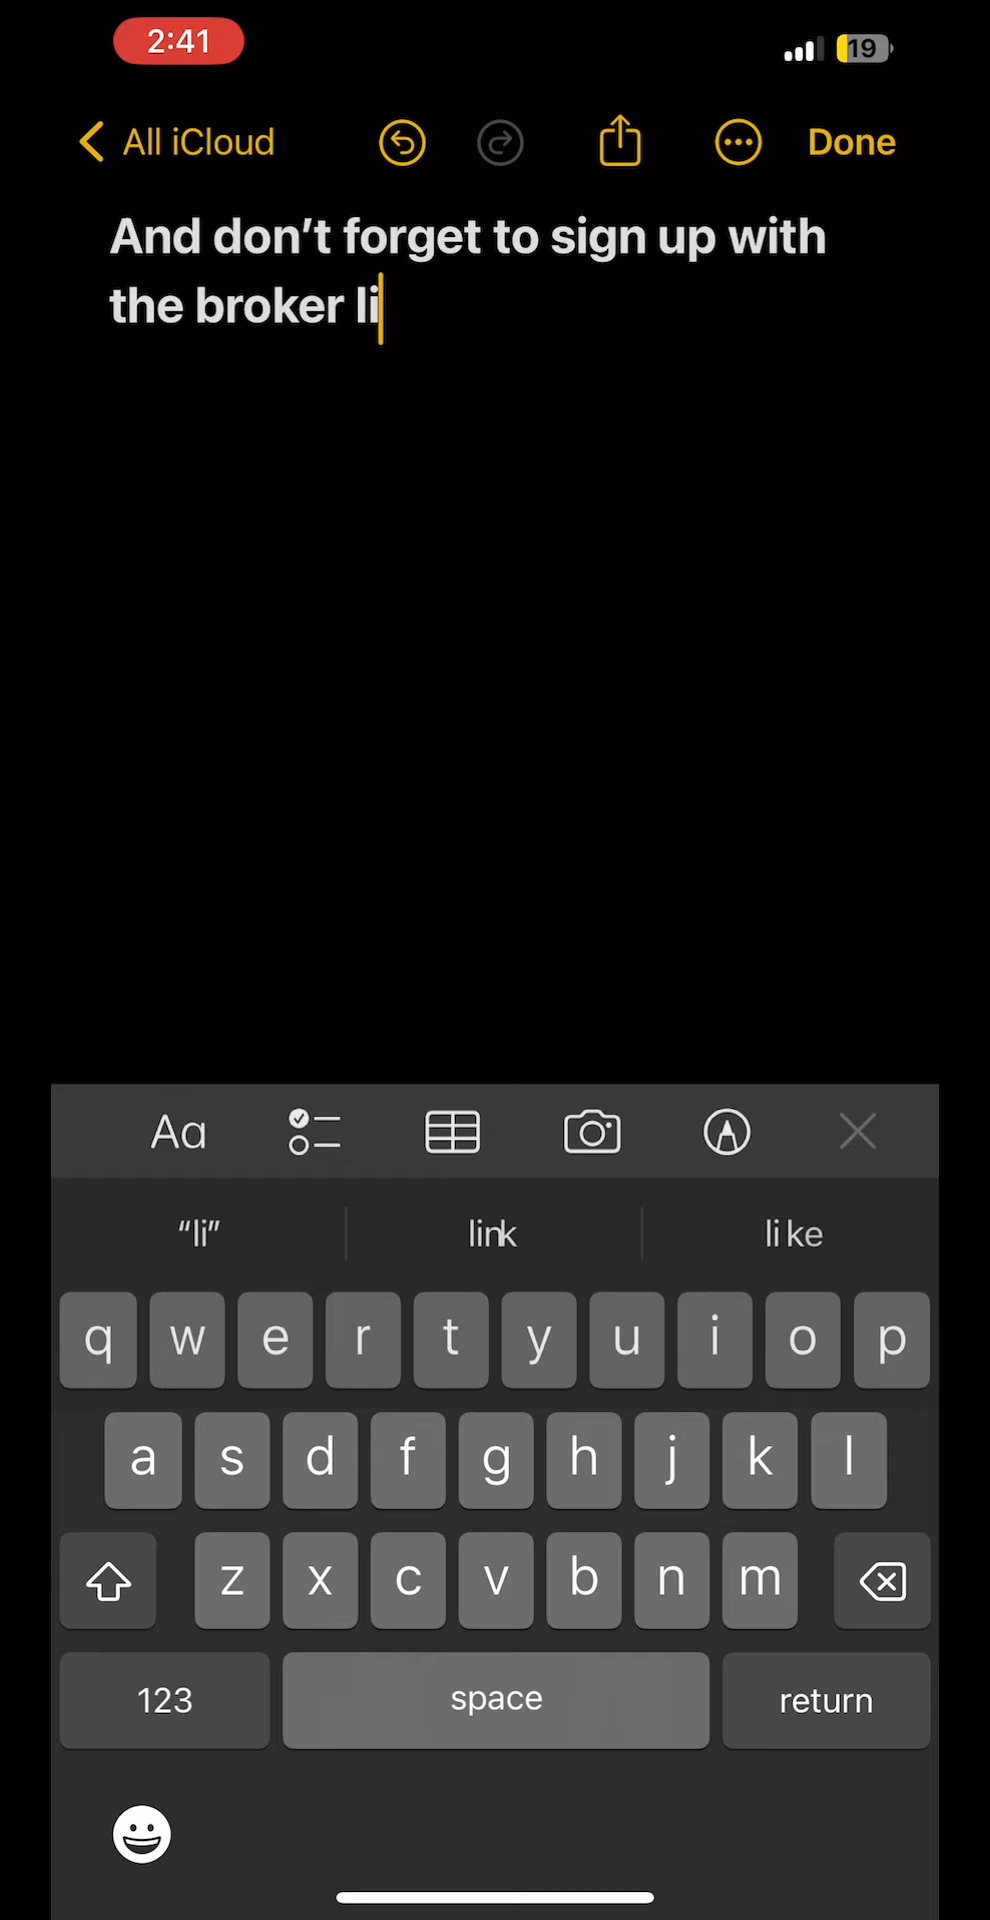 2:41
19
All iCloud
Done
And don’t forget to sign up with
the broker li
Aa
“li” link like
q w e r t y u i o p
a s d f g h j k l
z x c v b n m
123 space return